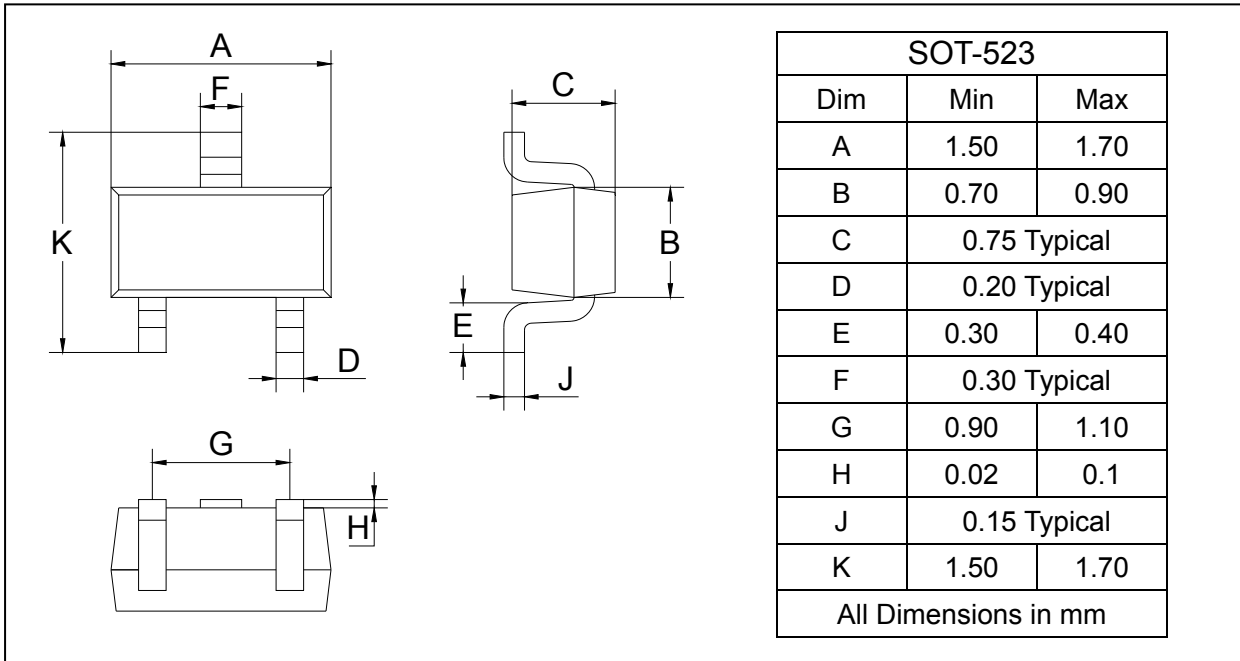 A
F
C
K
B
E
D
J
G
H
SOT-523
Dim Min Max
A 1.50 1.70
B 0.70 0.90
C 0.75 Typical
D 0.20 Typical
E 0.30 0.40
F 0.30 Typical
G 0.90 1.10
H 0.02 0.1
J 0.15 Typical
K 1.50 1.70
All Dimensions in mm